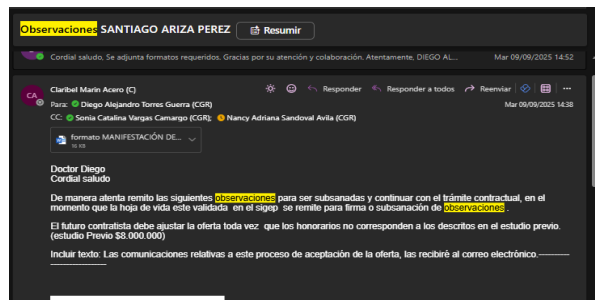 Observaciones SANTIAGO ARIZA PEREZ Resumir
Cordial saludo, Se adjunta formatos requeridos. Gracias por su atención y colaboración. Atentamente, DIEGO AL... Mar 09/09/2025 14:52
CA Claribel Marin Acero (C) Responder Responder a todos Reenviar ...
Para: Diego Alejandro Torres Guerra (CGR) Mar 09/09/2025 14:38
CC: Sonia Catalina Vargas Camargo (CGR); Nancy Adriana Sandoval Avila (CGR)
formato MANIFESTACIÓN DE...
16 KB
Doctor Diego
Cordial saludo
De manera atenta remito las siguientes observaciones para ser subsanadas y continuar con el trámite contractual, en el
momento que la hoja de vida este validada en el sigep se remite para firma o subsanación de observaciones .
El futuro contratista debe ajustar la oferta toda vez que los honorarios no corresponden a los descritos en el estudio previo.
(estudio Previo $8.000.000)
Incluir texto: Las comunicaciones relativas a este proceso de aceptación de la oferta, las recibiré al correo electrónico.————
——————